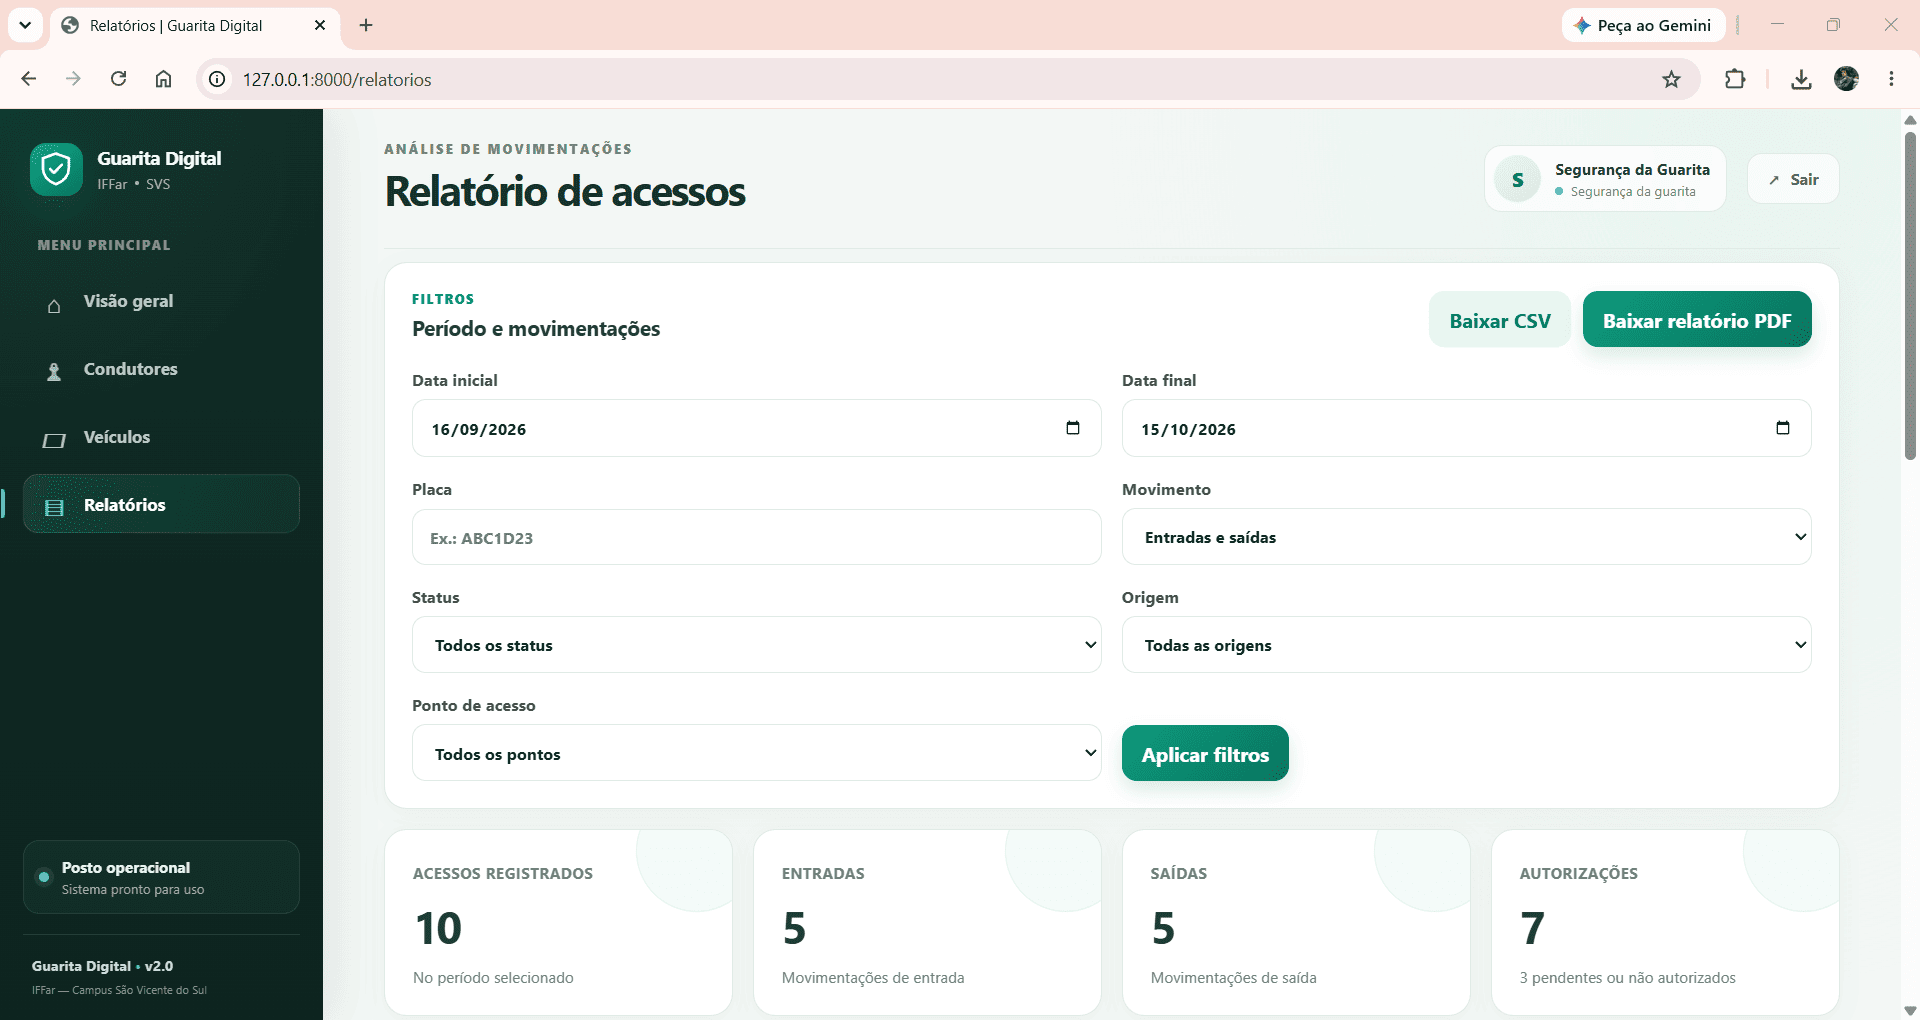 Relatórios | Guarita Digital
Peça ao Gemini
127.0.0.1:8000/relatorios
Guarita Digital
IFFar • SVS
MENU PRINCIPAL
Visão geral
Condutores
Veículos
Relatórios
Posto operacional
Sistema pronto para uso
Guarita Digital • v2.0
IFFar — Campus São Vicente do Sul
ANÁLISE DE MOVIMENTAÇÕES
Relatório de acessos
S
Segurança da Guarita
Segurança da guarita
↗ Sair
FILTROS
Período e movimentações
Baixar CSV
Baixar relatório PDF
Data inicial
16/09/2026
Data final
15/10/2026
Placa
Ex.: ABC1D23
Movimento
Entradas e saídas
Status
Todos os status
Origem
Todas as origens
Ponto de acesso
Todos os pontos
Aplicar filtros
ACESSOS REGISTRADOS
10
No período selecionado
ENTRADAS
5
Movimentações de entrada
SAÍDAS
5
Movimentações de saída
AUTORIZAÇÕES
7
3 pendentes ou não autorizados